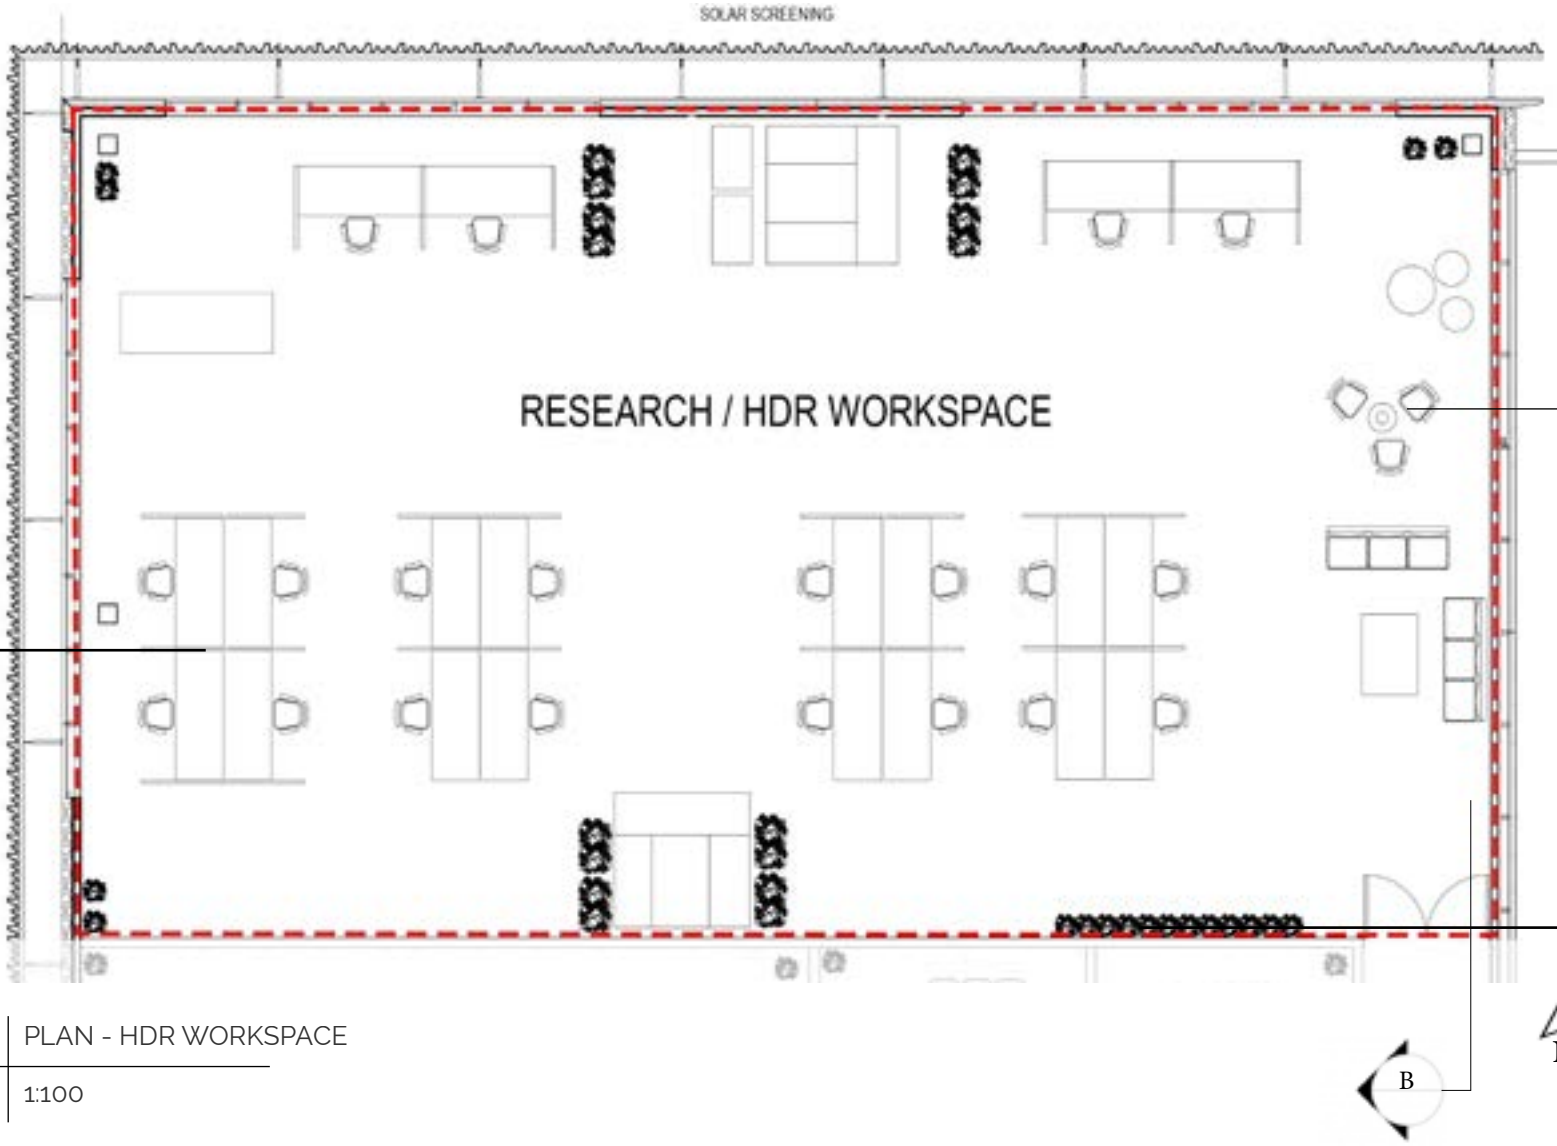 SOLAR SCREENING
RESEARCH / HDR WORKSPACE
PLAN - HDR WORKSPACE
1:100
B